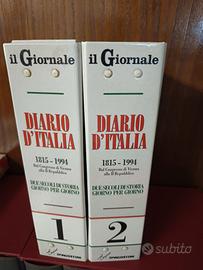 il Giornale
DIARIO
D'ITALIA
1815-1994
Dal Congresso di Vienna
alla II Repubblica
DUE SECOLI DI STORIA
GIORNO PER GIORNO
1
DEAGOSTINI
il Giornale
DIARIO
D'ITALIA
1815-1994
Dal Congresso di Vienna
alla II Repubblica
DUE SECOLI DI STORIA
GIORNO PER GIORNO
2
DEAGOSTINI
subito